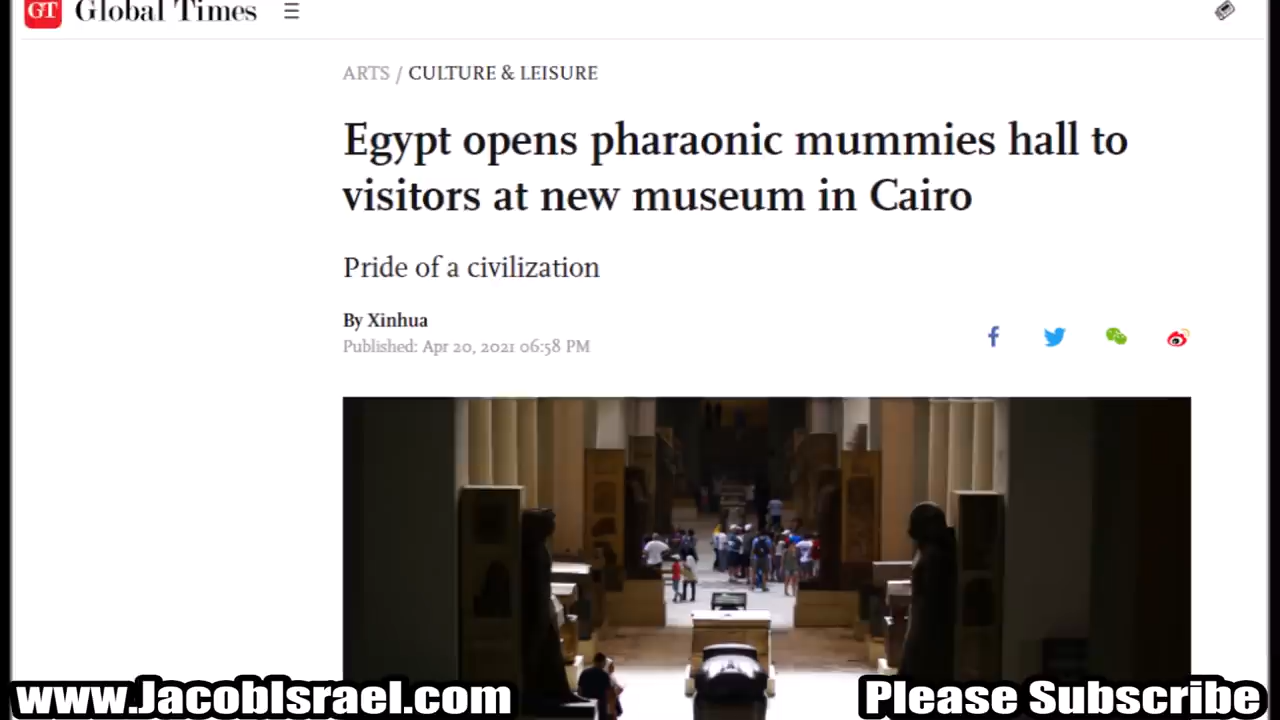 GT Global Times
ARTS / CULTURE & LEISURE
Egypt opens pharaonic mummies hall to
visitors at new museum in Cairo
Pride of a civilization
By Xinhua
Published: Apr 20, 2021 06:58 PM
www.JacobIsrael.com
Please Subscribe